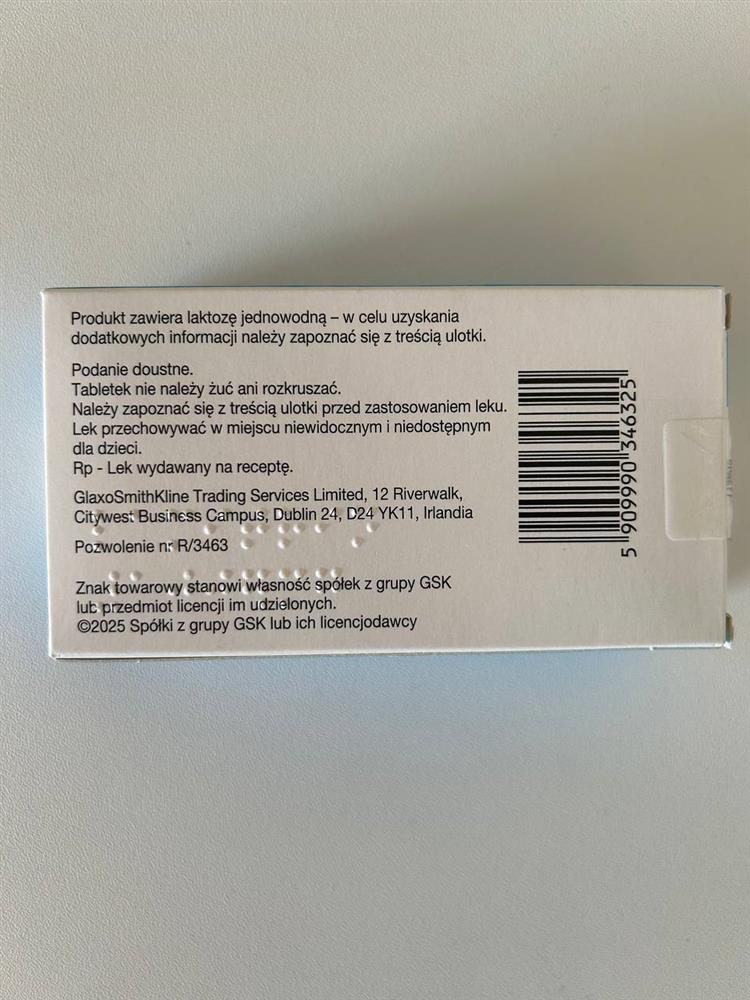 Produkt zawiera laktozę jednowodną – w celu uzyskania
dodatkowych informacji należy zapoznać się z treścią ulotki.
Podanie doustne.
Tabletek nie należy żuć ani rozkruszać.
Należy zapoznać się z treścią ulotki przed zastosowaniem leku.
Lek przechowywać w miejscu niewidocznym i niedostępnym
dla dzieci.
Rp - Lek wydawany na receptę.
GlaxoSmithKline Trading Services Limited, 12 Riverwalk,
Citywest Business Campus, Dublin 24, D24 YK11, Irlandia
Pozwolenie nr R/3463
Znak towarowy stanowi własność spółek z grupy GSK
lub przedmiot licencji im udzielonych.
©2025 Spółki z grupy GSK lub ich licencjodawcy
5 909990 346325